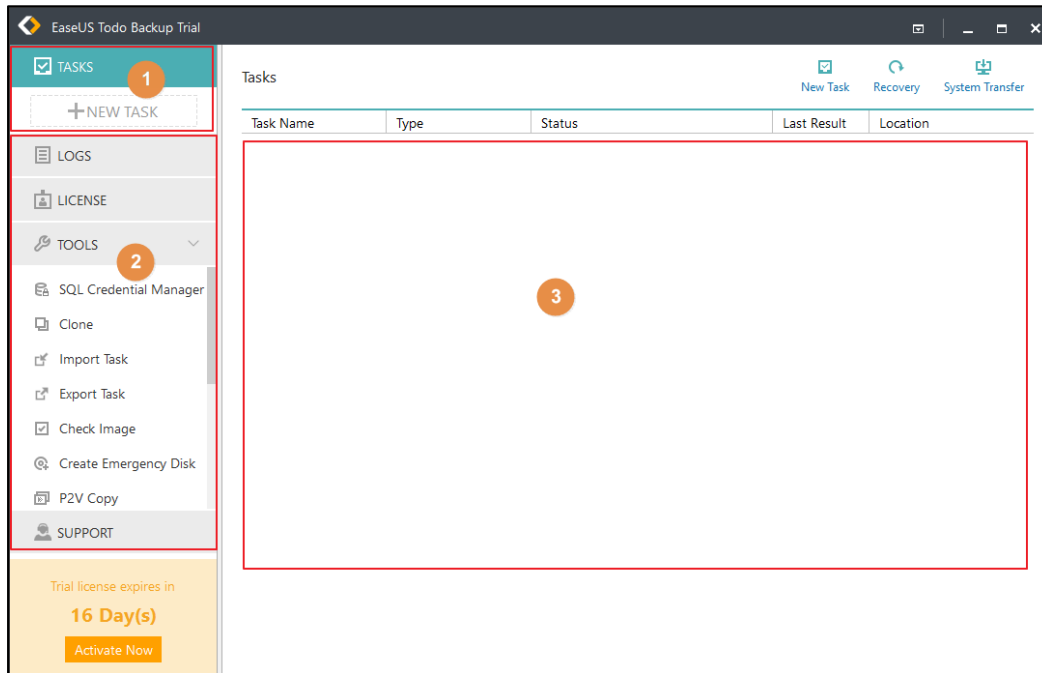 EaseUS Todo Backup Trial
TASKS
1
NEW TASK
LOGS
LICENSE
TOOLS
2
SQL Credential Manager
Clone
Import Task
Export Task
Check Image
Create Emergency Disk
P2V Copy
SUPPORT
Trial license expires in
16 Day(s)
Activate Now
Tasks
New Task Recovery System Transfer
Task Name Type Status Last Result Location
3